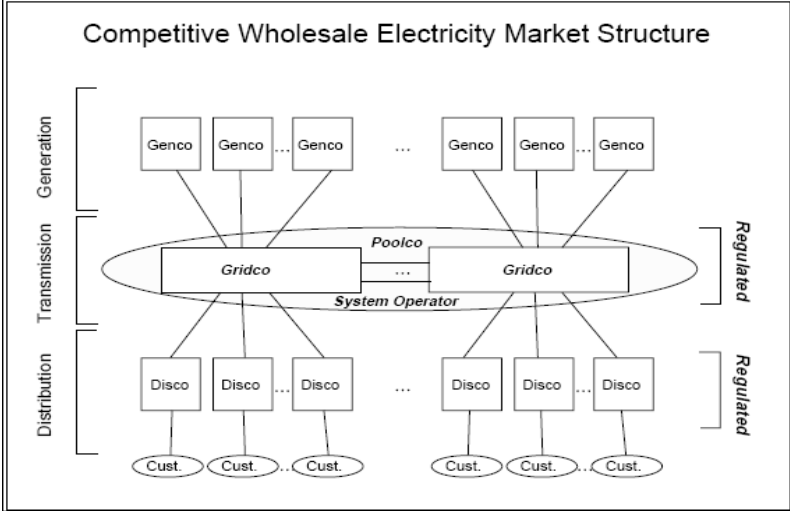 Competitive Wholesale Electricity Market Structure
Generation
Genco Genco ... Genco ... Genco Genco ... Genco
Transmission
Poolco
Gridco ... Gridco
System Operator
Regulated
Distribution
Disco Disco ... Disco ... Disco Disco ... Disco
Regulated
Cust. Cust. ... Cust. Cust. Cust. ... Cust.